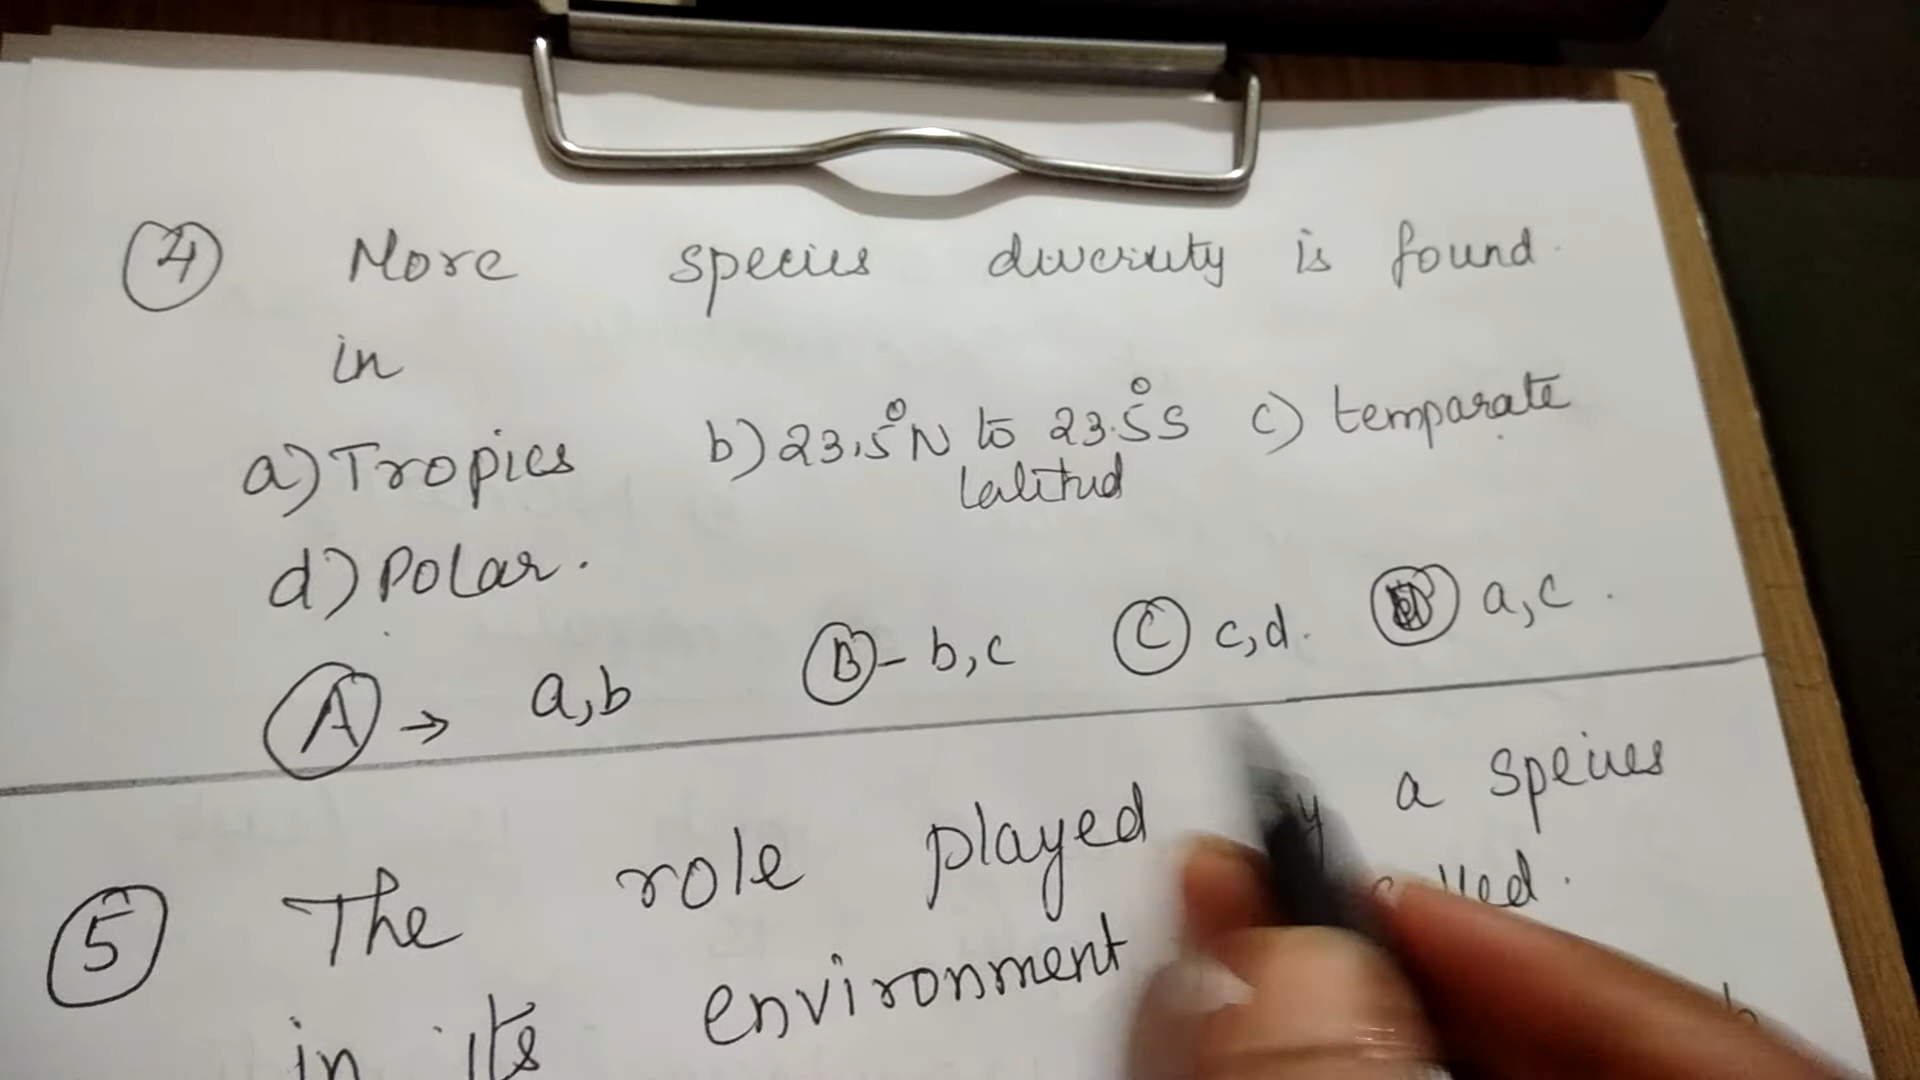 4 More species diversity is found.
in
a) Tropics b) 23.5°N to 23.5°S c) temparate
latitud
d) Polar.
A → a,b B - b,c C c,d. D a,c.
5 The role played a species
in its environment